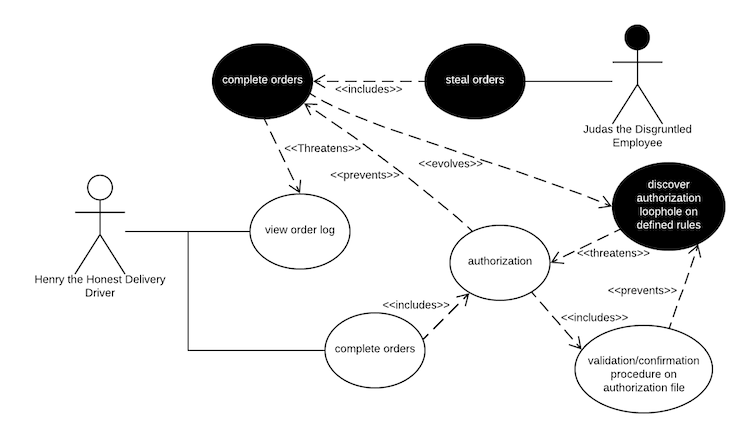 complete orders
steal orders
<<includes>>
Judas the Disgruntled
Employee
<<Threatens>>
<<evolves>>
<<prevents>>
discover
authorization
loophole on
defined rules
view order log
<<threatens>>
authorization
Henry the Honest Delivery
Driver
<<prevents>>
<<includes>>
<<includes>>
complete orders
validation/confirmation
procedure on
authorization file